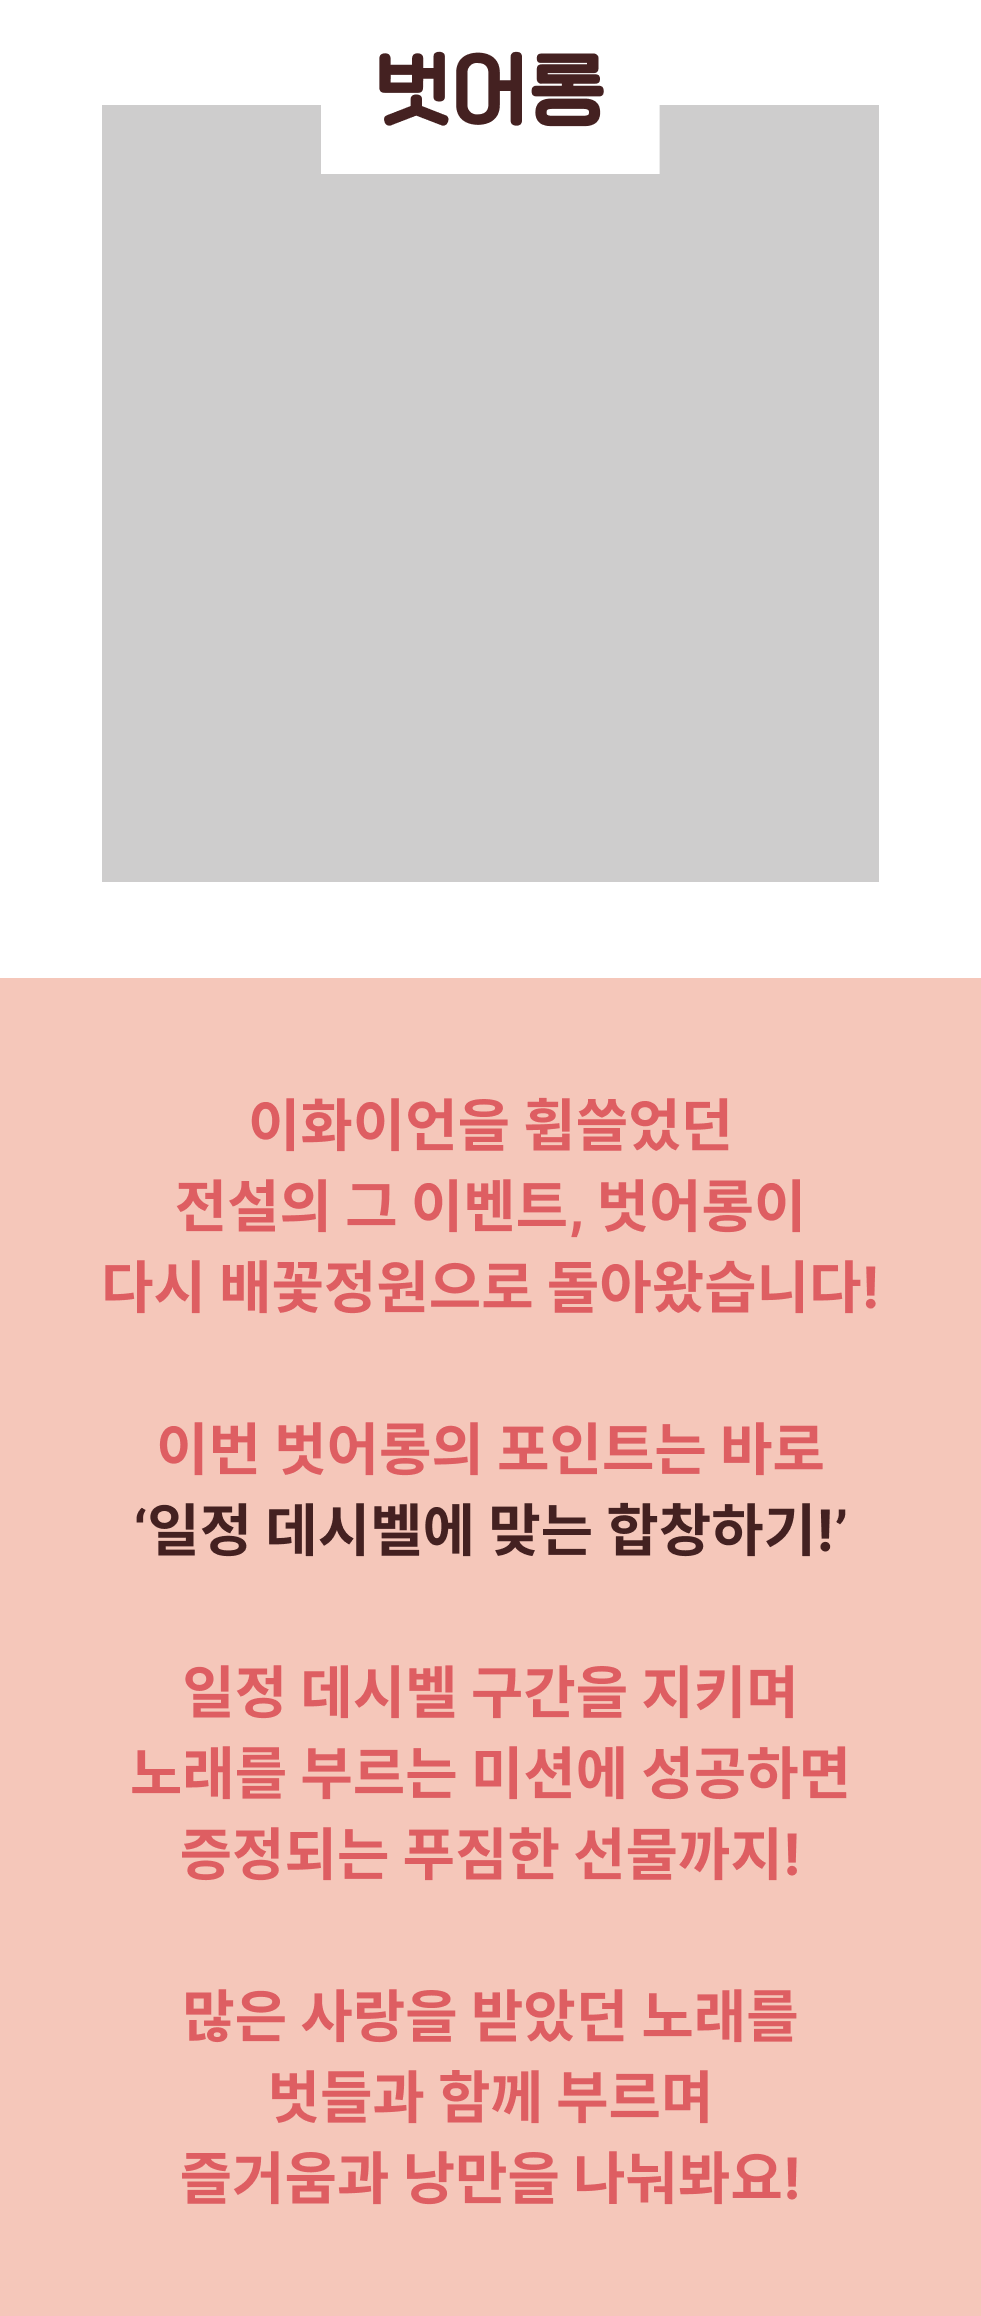 벗어롱
이화이언을 휩쓸었던
전설의 그 이벤트, 벗어롱이
다시 배꽃정원으로 돌아왔습니다!
이번 벗어롱의 포인트는 바로
‘일정 데시벨에 맞는 합창하기!’
일정 데시벨 구간을 지키며
노래를 부르는 미션에 성공하면
증정되는 푸짐한 선물까지!
많은 사랑을 받았던 노래를
벗들과 함께 부르며
즐거움과 낭만을 나눠봐요!